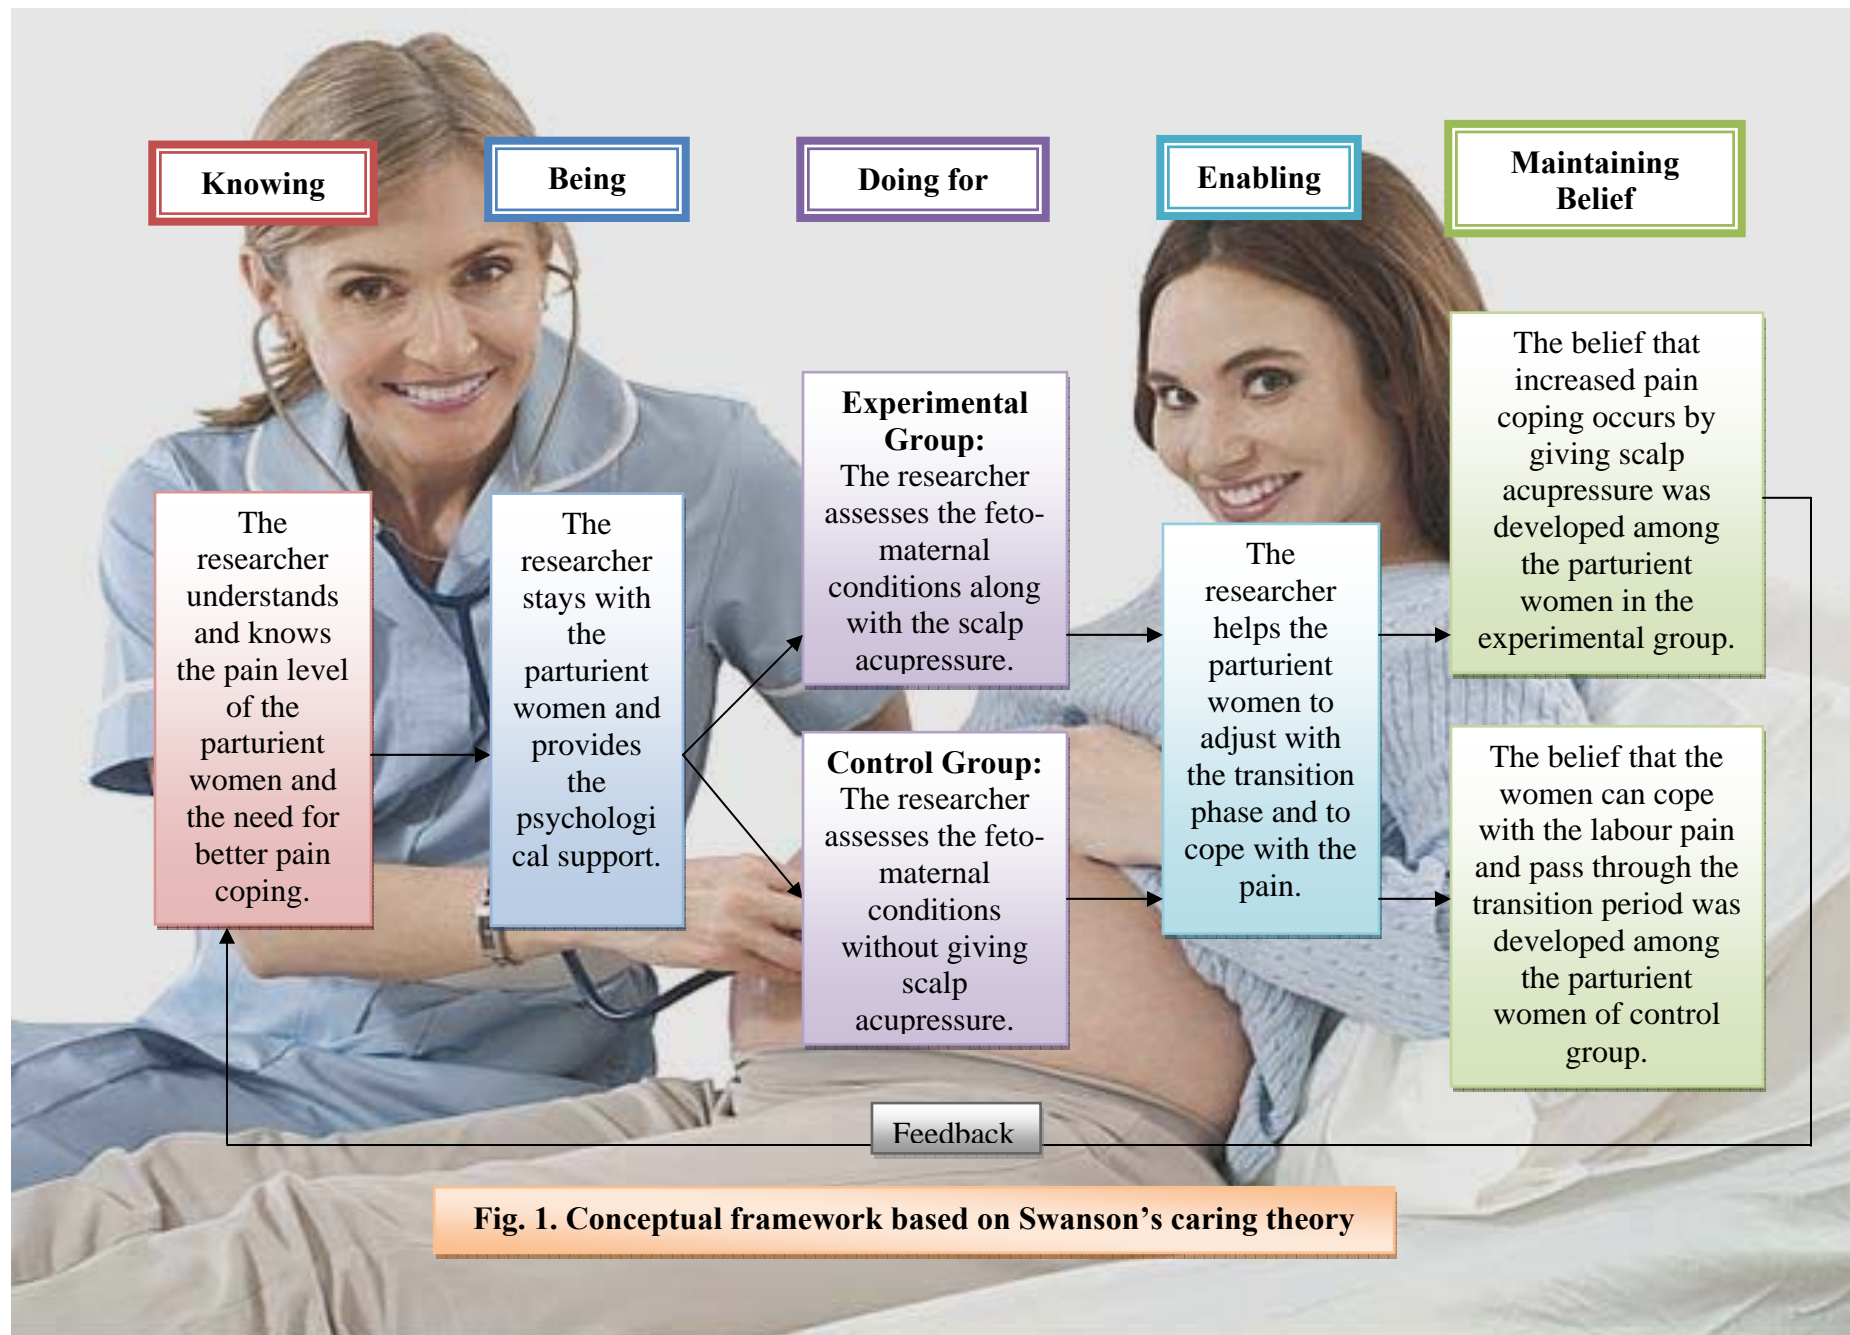 Knowing
Being
Doing for
Enabling
Maintaining
Belief
The
researcher
understands
and knows
the pain level
of the
parturient
women and
the need for
better pain
coping.
The
researcher
stays with
the
parturient
women and
provides
the
psychologi
cal support.
Experimental
Group:
The researcher
assesses the feto-
maternal
conditions along
with the scalp
acupressure.
Control Group:
The researcher
assesses the feto-
maternal
conditions
without giving
scalp
acupressure.
The
researcher
helps the
parturient
women to
adjust with
the transition
phase and to
cope with the
pain.
The belief that
increased pain
coping occurs by
giving scalp
acupressure was
developed among
the parturient
women in the
experimental group.
The belief that the
women can cope
with the labour pain
and pass through the
transition period was
developed among
the parturient
women of control
group.
Feedback
Fig. 1. Conceptual framework based on Swanson’s caring theory